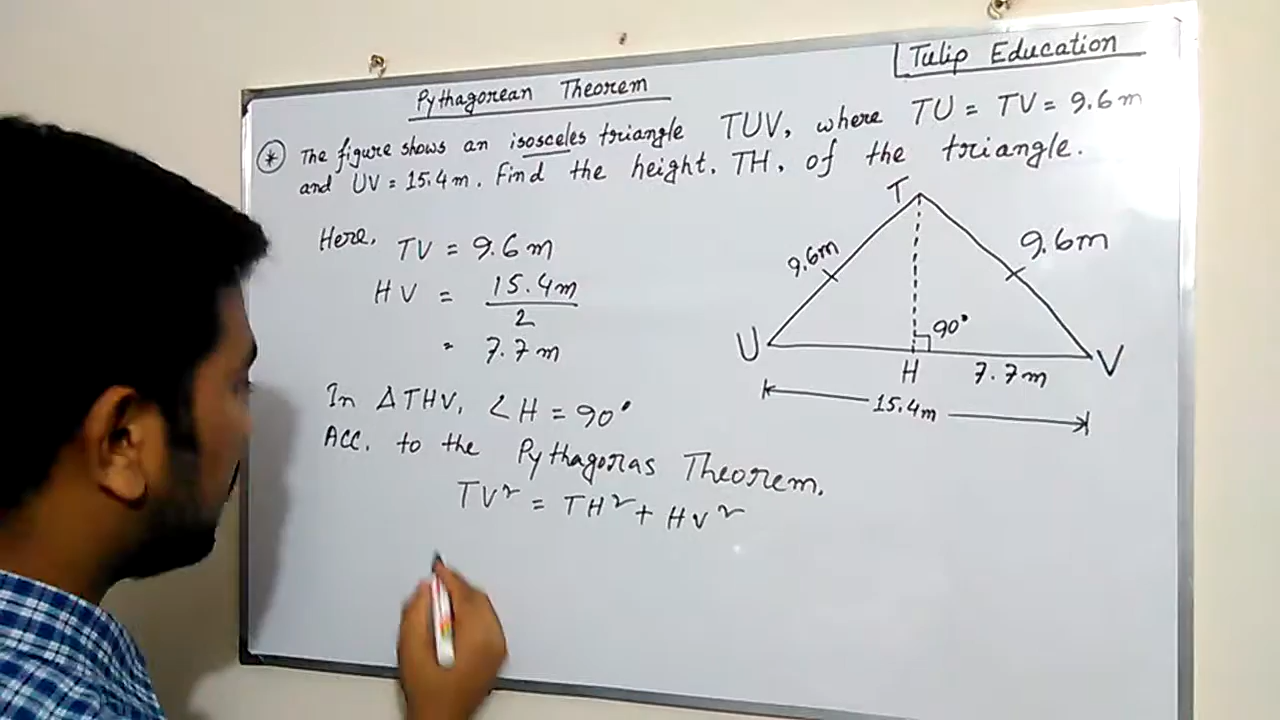 Tulip Education
Pythagorean Theorem
* The figure shows an isosceles triangle TUV, where TU = TV = 9.6 m
and UV = 15.4 m. Find the height, TH, of the triangle.
Here, TV = 9.6 m
HV = 15.4m / 2
= 7.7 m
In ΔTHV, ∠H = 90°
Acc. to the Pythagoras Theorem,
TV² = TH² + HV²
T
9.6m
9.6m
90°
U
H
7.7m
V
15.4m